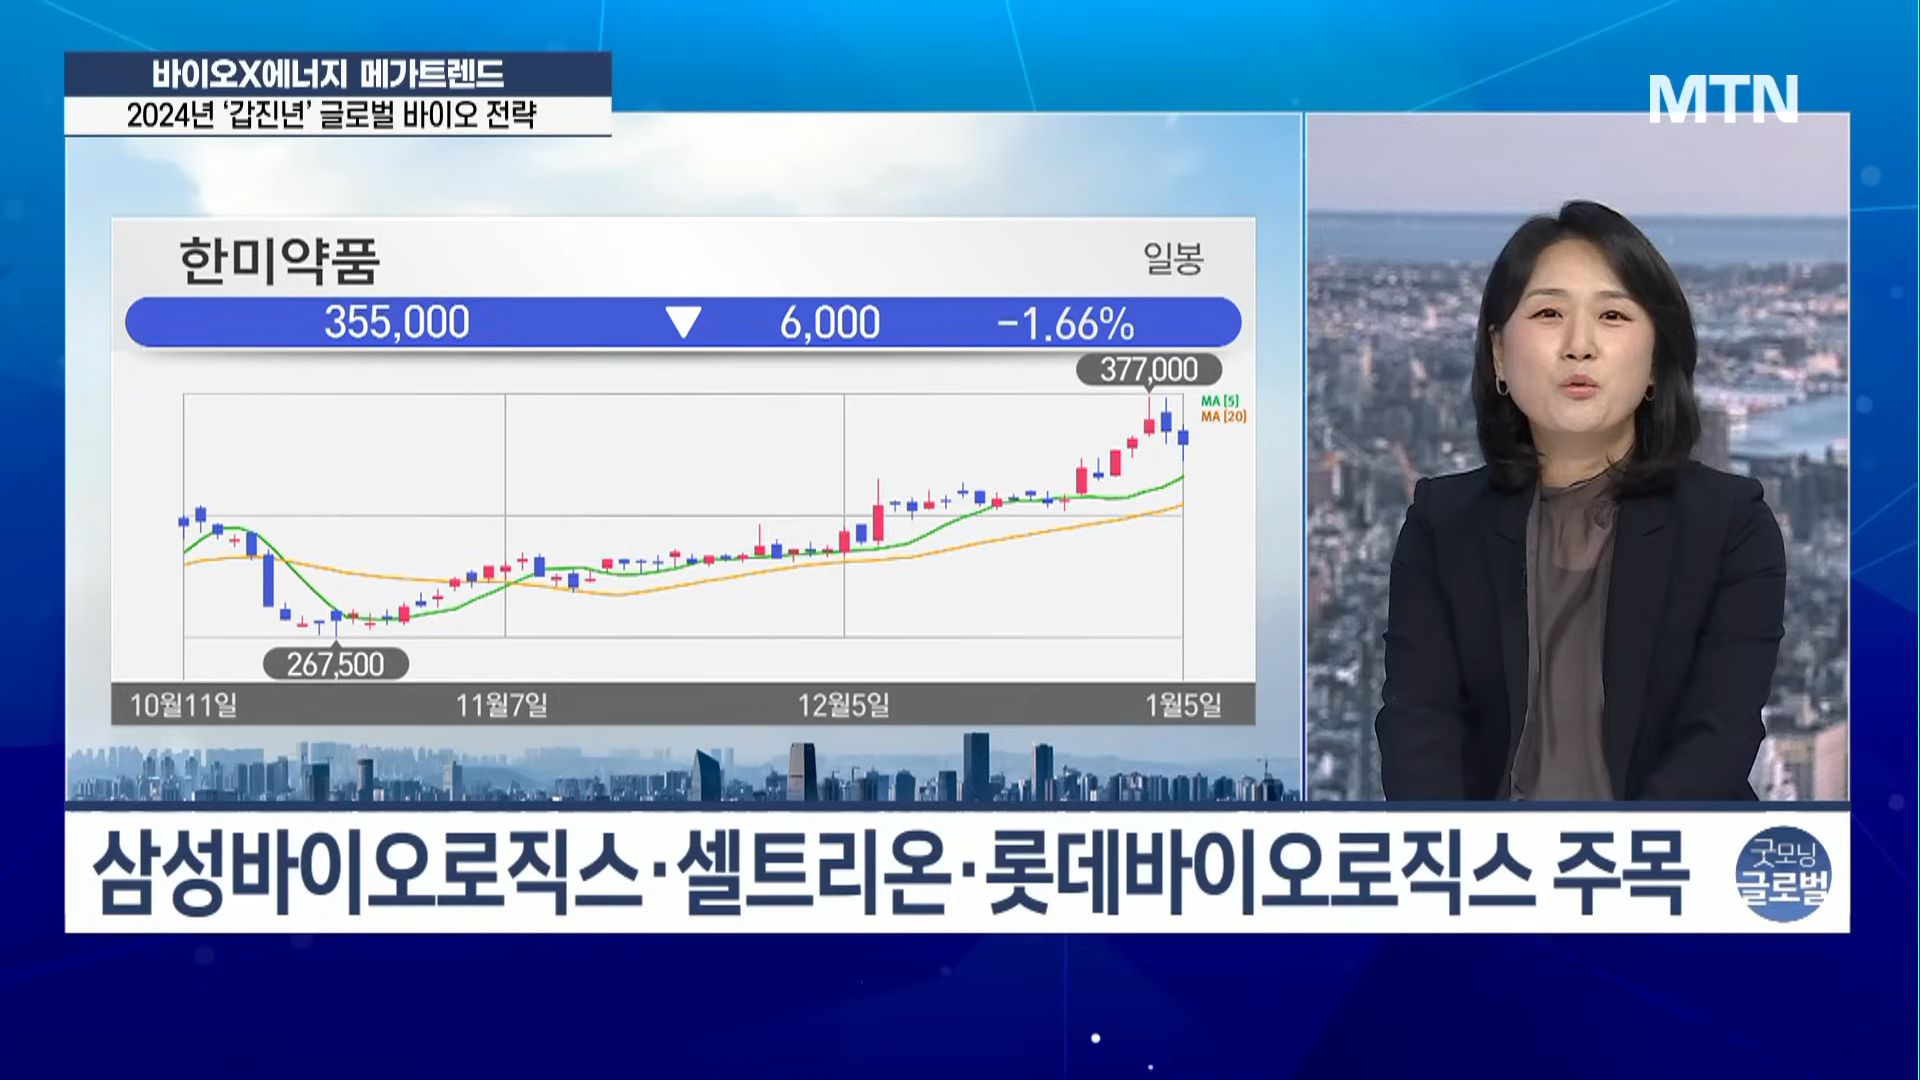 바이오X에너지 메가트렌드
2024년 ‘갑진년’ 글로벌 바이오 전략
MTN
한미약품
일봉
355,000 ▼ 6,000 -1.66%
377,000
MA [5]
MA [20]
267,500
10월11일 11월7일 12월5일 1월5일
삼성바이오로직스·셀트리온·롯데바이오로직스 주목
굿모닝
글로벌